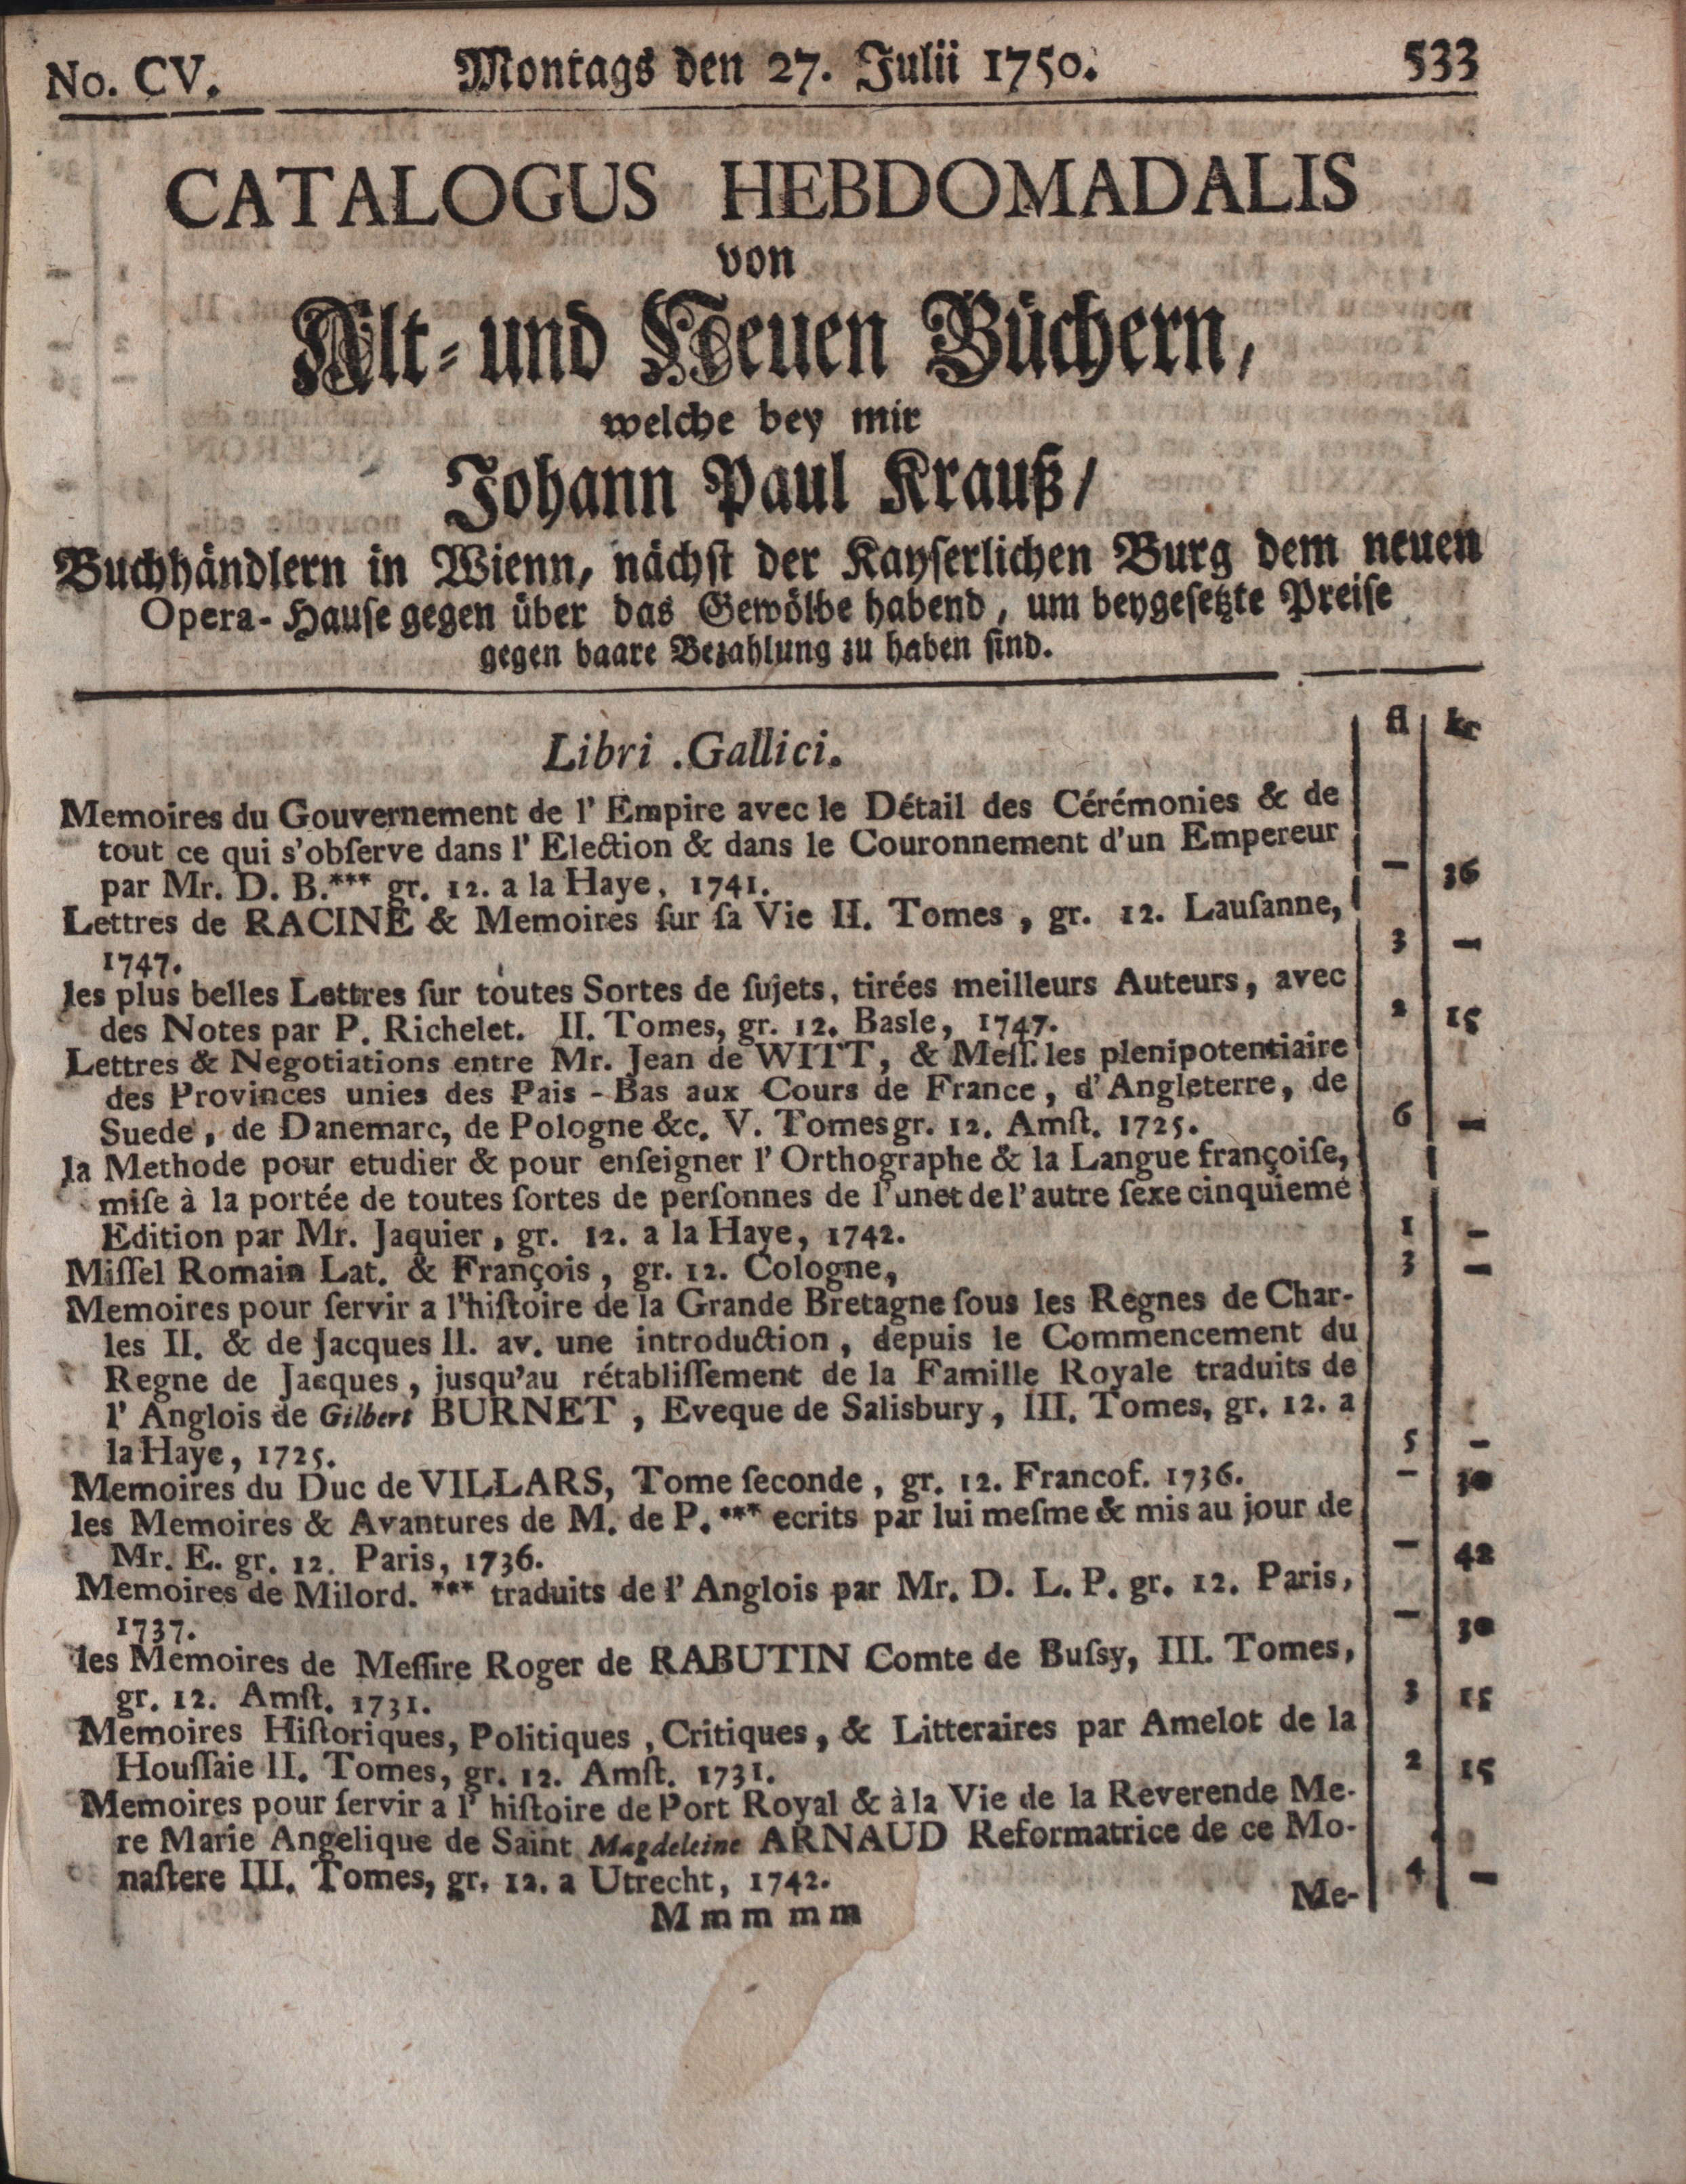 No. CV. Montags den 27. Julii 1750. 533
CATALOGUS HEBDOMADALIS
von
Alt- und Neuen Büchern,
welche bey mir
Johann Paul Krauß/
Buchhändlern in Wienn, nächst der Kayserlichen Burg dem neuen
Opera-Hause gegen über das Gewölbe habend, um beygesetzte Preise
gegen baare Bezahlung zu haben sind.
Libri .Gallici. fl kr
Memoires du Gouvernement de l' Empire avec le Détail des Cérémonies & de
tout ce qui s'obſerve dans l' Election & dans le Couronnement d'un Empereur
par Mr. D. B.*** gr. 12. a la Haye, 1741. — 36
Lettres de RACINE & Memoires ſur ſa Vie II. Tomes, gr. 12. Lauſanne,
1747. 3 —
les plus belles Lettres ſur toutes Sortes de ſujets, tirées meilleurs Auteurs, avec
des Notes par P. Richelet. II. Tomes, gr. 12. Basle, 1747. 2 15
Lettres & Negotiations entre Mr. Jean de WITT, & Meſſ. les plenipotentiaire
des Provinces unies des Pais - Bas aux Cours de France, d' Angleterre, de
Suede, de Danemarc, de Pologne &c. V. Tomes gr. 12. Amſt. 1725. 6 —
la Methode pour etudier & pour enſeigner l' Orthographe & la Langue françoiſe,
miſe à la portée de toutes ſortes de perſonnes de l'unet de l'autre ſexe cinquieme
Edition par Mr. Jaquier, gr. 12. a la Haye, 1742. 1 —
Miſſel Romain Lat. & François, gr. 12. Cologne, 3 —
Memoires pour ſervir a l'hiſtoire de la Grande Bretagne ſous les Regnes de Char-
les II. & de Jacques II. av. une introduction, depuis le Commencement du
Regne de Jacques, jusqu'au rétabliſſement de la Famille Royale traduits de
l' Anglois de Gilbert BURNET, Eveque de Salisbury, III. Tomes, gr. 12. a
la Haye, 1725. 5 —
Memoires du Duc de VILLARS, Tome ſeconde, gr. 12. Francof. 1736. — 30
les Memoires & Avantures de M. de P.*** ecrits par lui meſme & mis au jour de
Mr. E. gr. 12. Paris, 1736. — 42
Memoires de Milord. *** traduits de l' Anglois par Mr. D. L. P. gr. 12. Paris,
1737. — 30
les Memoires de Meſſire Roger de RABUTIN Comte de Buſsy, III. Tomes,
gr. 12. Amſt. 1731. 3 15
Memoires Hiſtoriques, Politiques, Critiques, & Litteraires par Amelot de la
Houſſaie II. Tomes, gr. 12. Amſt. 1731. 2 15
Memoires pour ſervir a l' hiſtoire de Port Royal & à la Vie de la Reverende Me-
re Marie Angelique de Saint Magdeleine ARNAUD Reformatrice de ce Mo-
naſtere III. Tomes, gr. 12. a Utrecht, 1742. 4 —
Mmmmm Me-